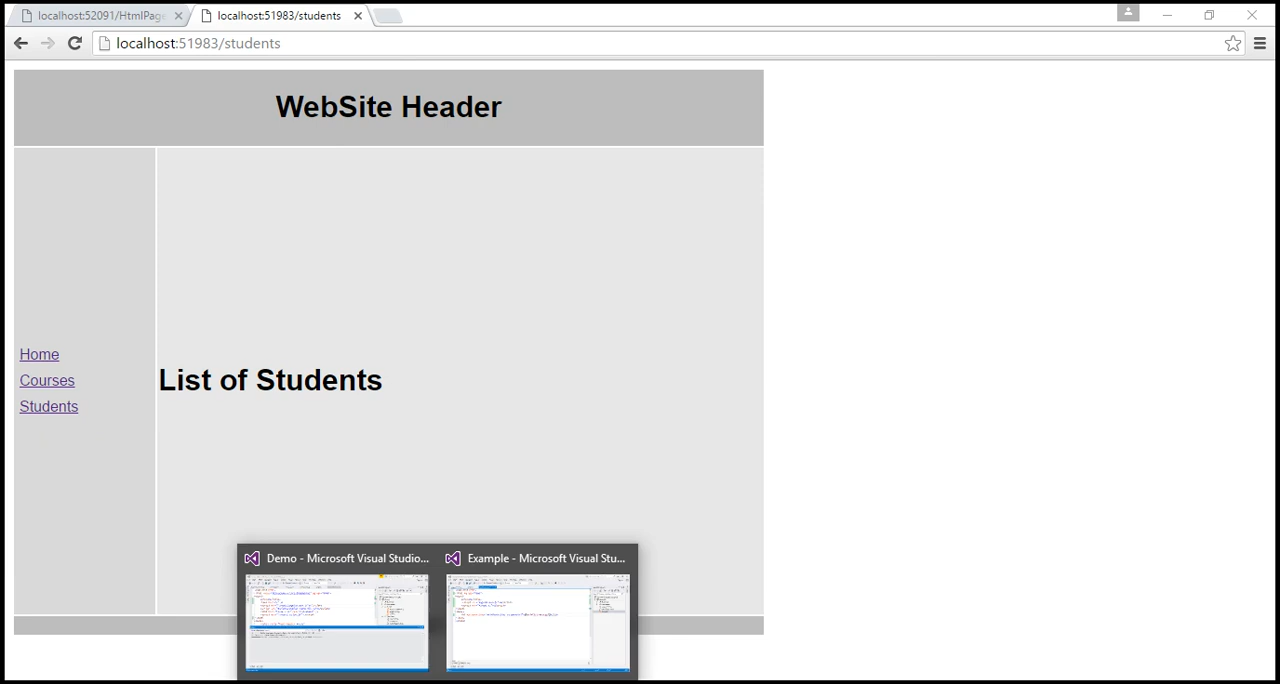 localhost:52091/HtmlPag
localhost:51983/students
localhost:51983/students
WebSite Header
Home
Courses
Students
List of Students
Demo - Microsoft Visual Studio...
Example - Microsoft Visual Stu...